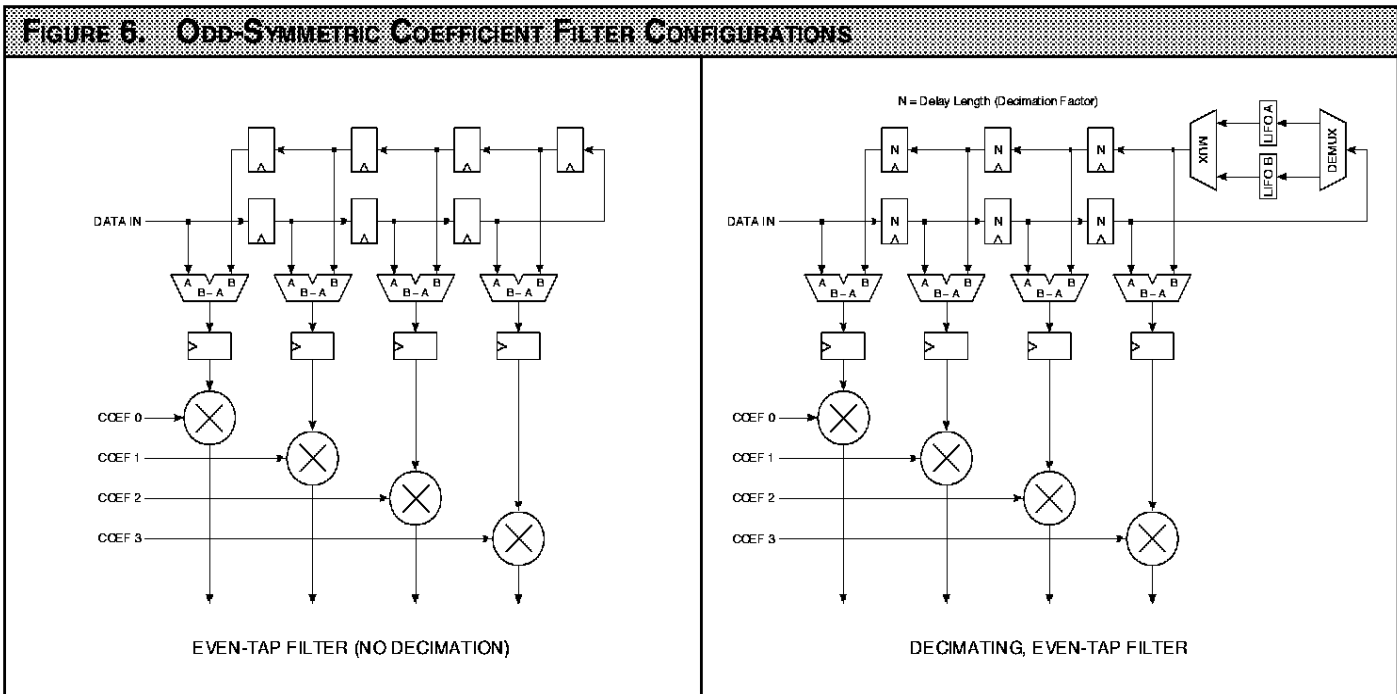 FIGURE 6. ODD-SYMMETRIC COEFFICIENT FILTER CONFIGURATIONS
DATA IN
A B
B – A
A B
B – A
A B
B – A
A B
B – A
COEF 0
COEF 1
COEF 2
COEF 3
EVEN-TAP FILTER (NO DECIMATION)
N = Delay Length (Decimation Factor)
N
N
N
MUX
LIFO A
LIFO B
DEMUX
DATA IN
N
N
N
A B
B – A
A B
B – A
A B
B – A
A B
B – A
COEF 0
COEF 1
COEF 2
COEF 3
DECIMATING, EVEN-TAP FILTER